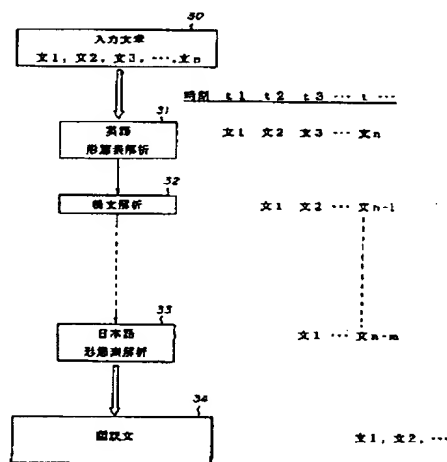 30
入力文章
文1, 文2, 文3, ‥‥, 文n
時刻 t1 t2 t3 ‥‥ t ‥‥
31
英語
形態素解析
文1 文2 文3 ‥‥ 文n
32
構文解析
文1 文2 ‥‥ 文n-1
33
日本語
形態素解析
文1 ‥‥ 文n-m
34
翻訳文
文1, 文2, ‥‥